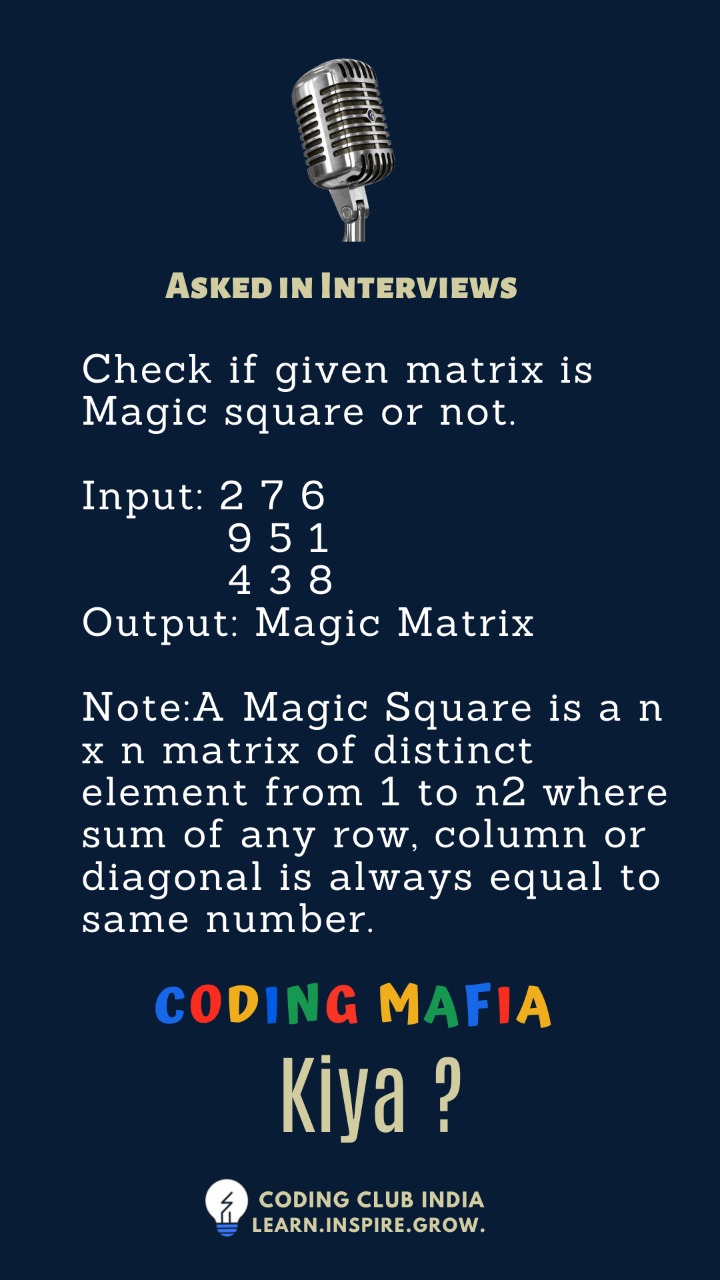 Asked in Interviews
Check if given matrix is
Magic square or not.
Input: 2 7 6
9 5 1
4 3 8
Output: Magic Matrix
Note:A Magic Square is a n
x n matrix of distinct
element from 1 to n2 where
sum of any row, column or
diagonal is always equal to
same number.
CODING MAFIA
Kiya ?
CODING CLUB INDIA
LEARN.INSPIRE.GROW.